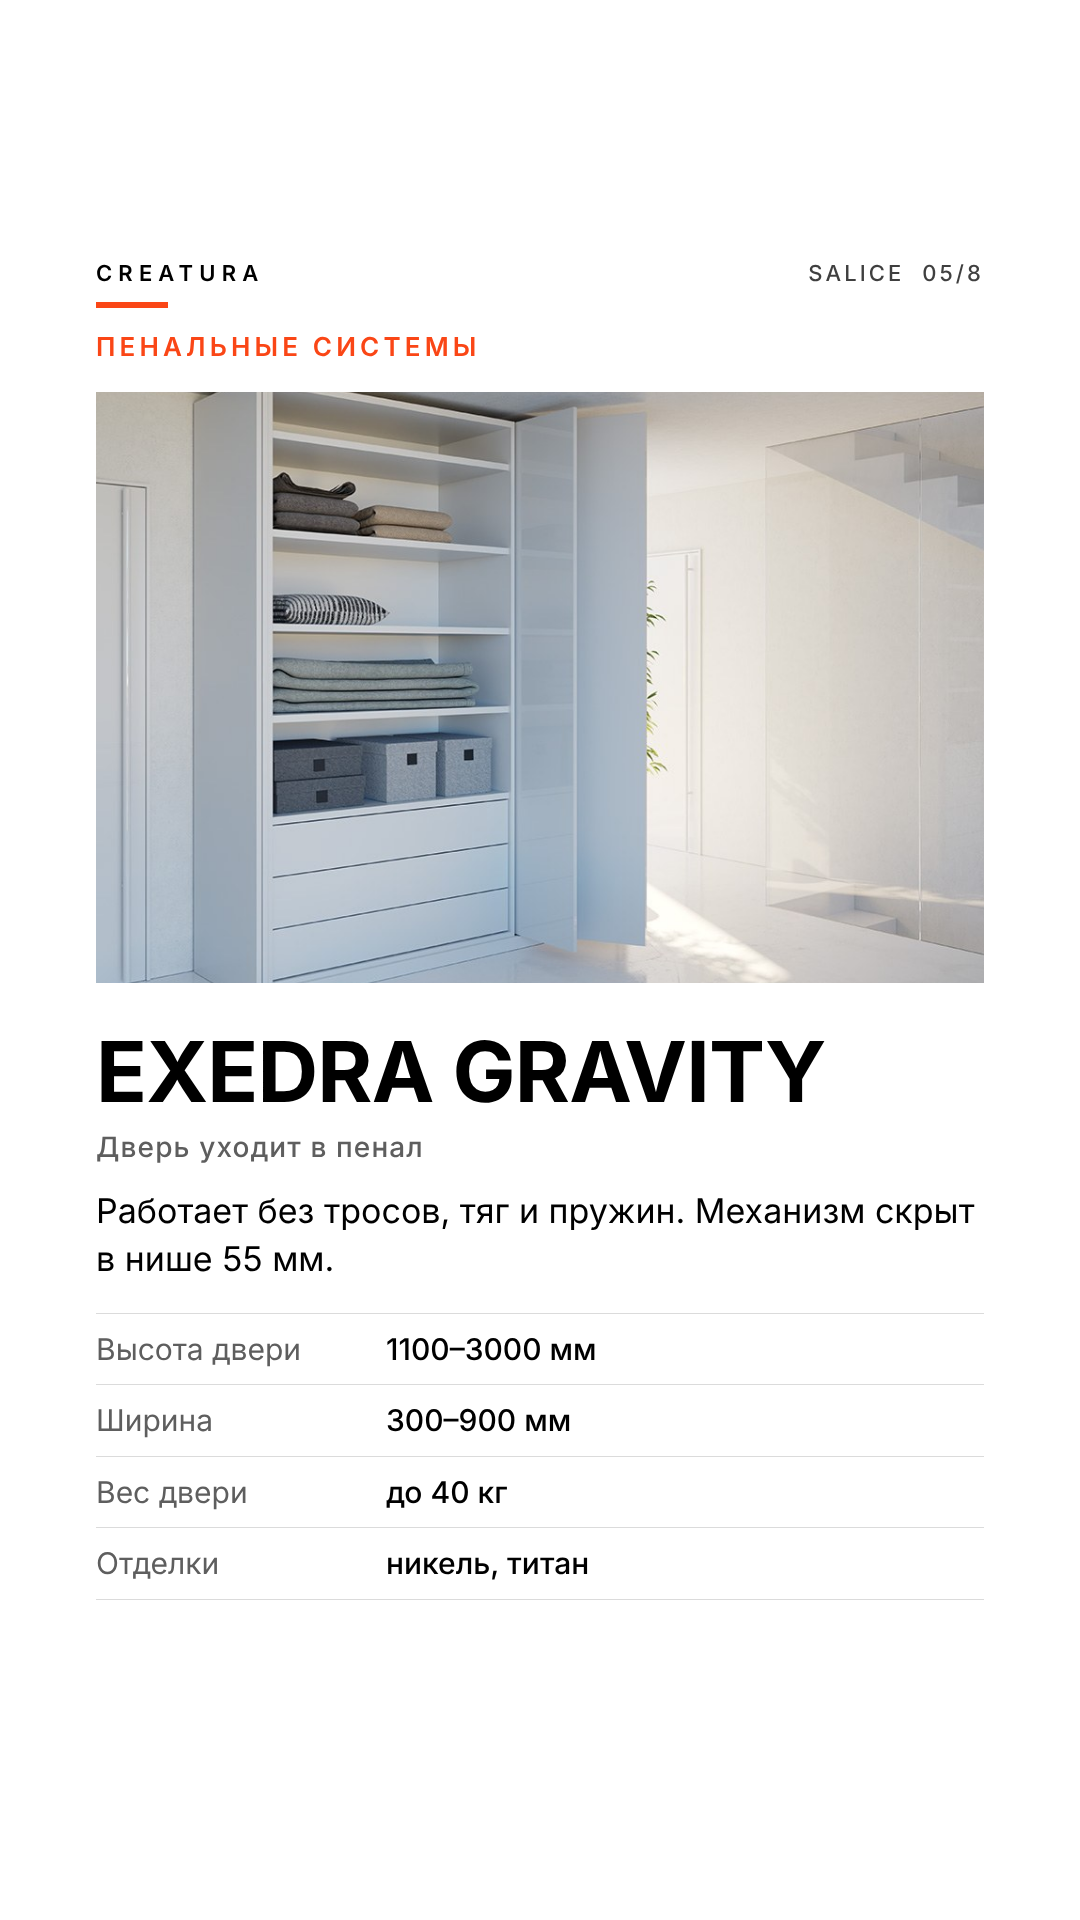 CREATURA
SALICE 05/8
ПЕНАЛЬНЫЕ СИСТЕМЫ
EXEDRA GRAVITY
Дверь уходит в пенал
Работает без тросов, тяг и пружин. Механизм скрыт
в нише 55 мм.
Высота двери 1100–3000 мм
Ширина 300–900 мм
Вес двери до 40 кг
Отделки никель, титан